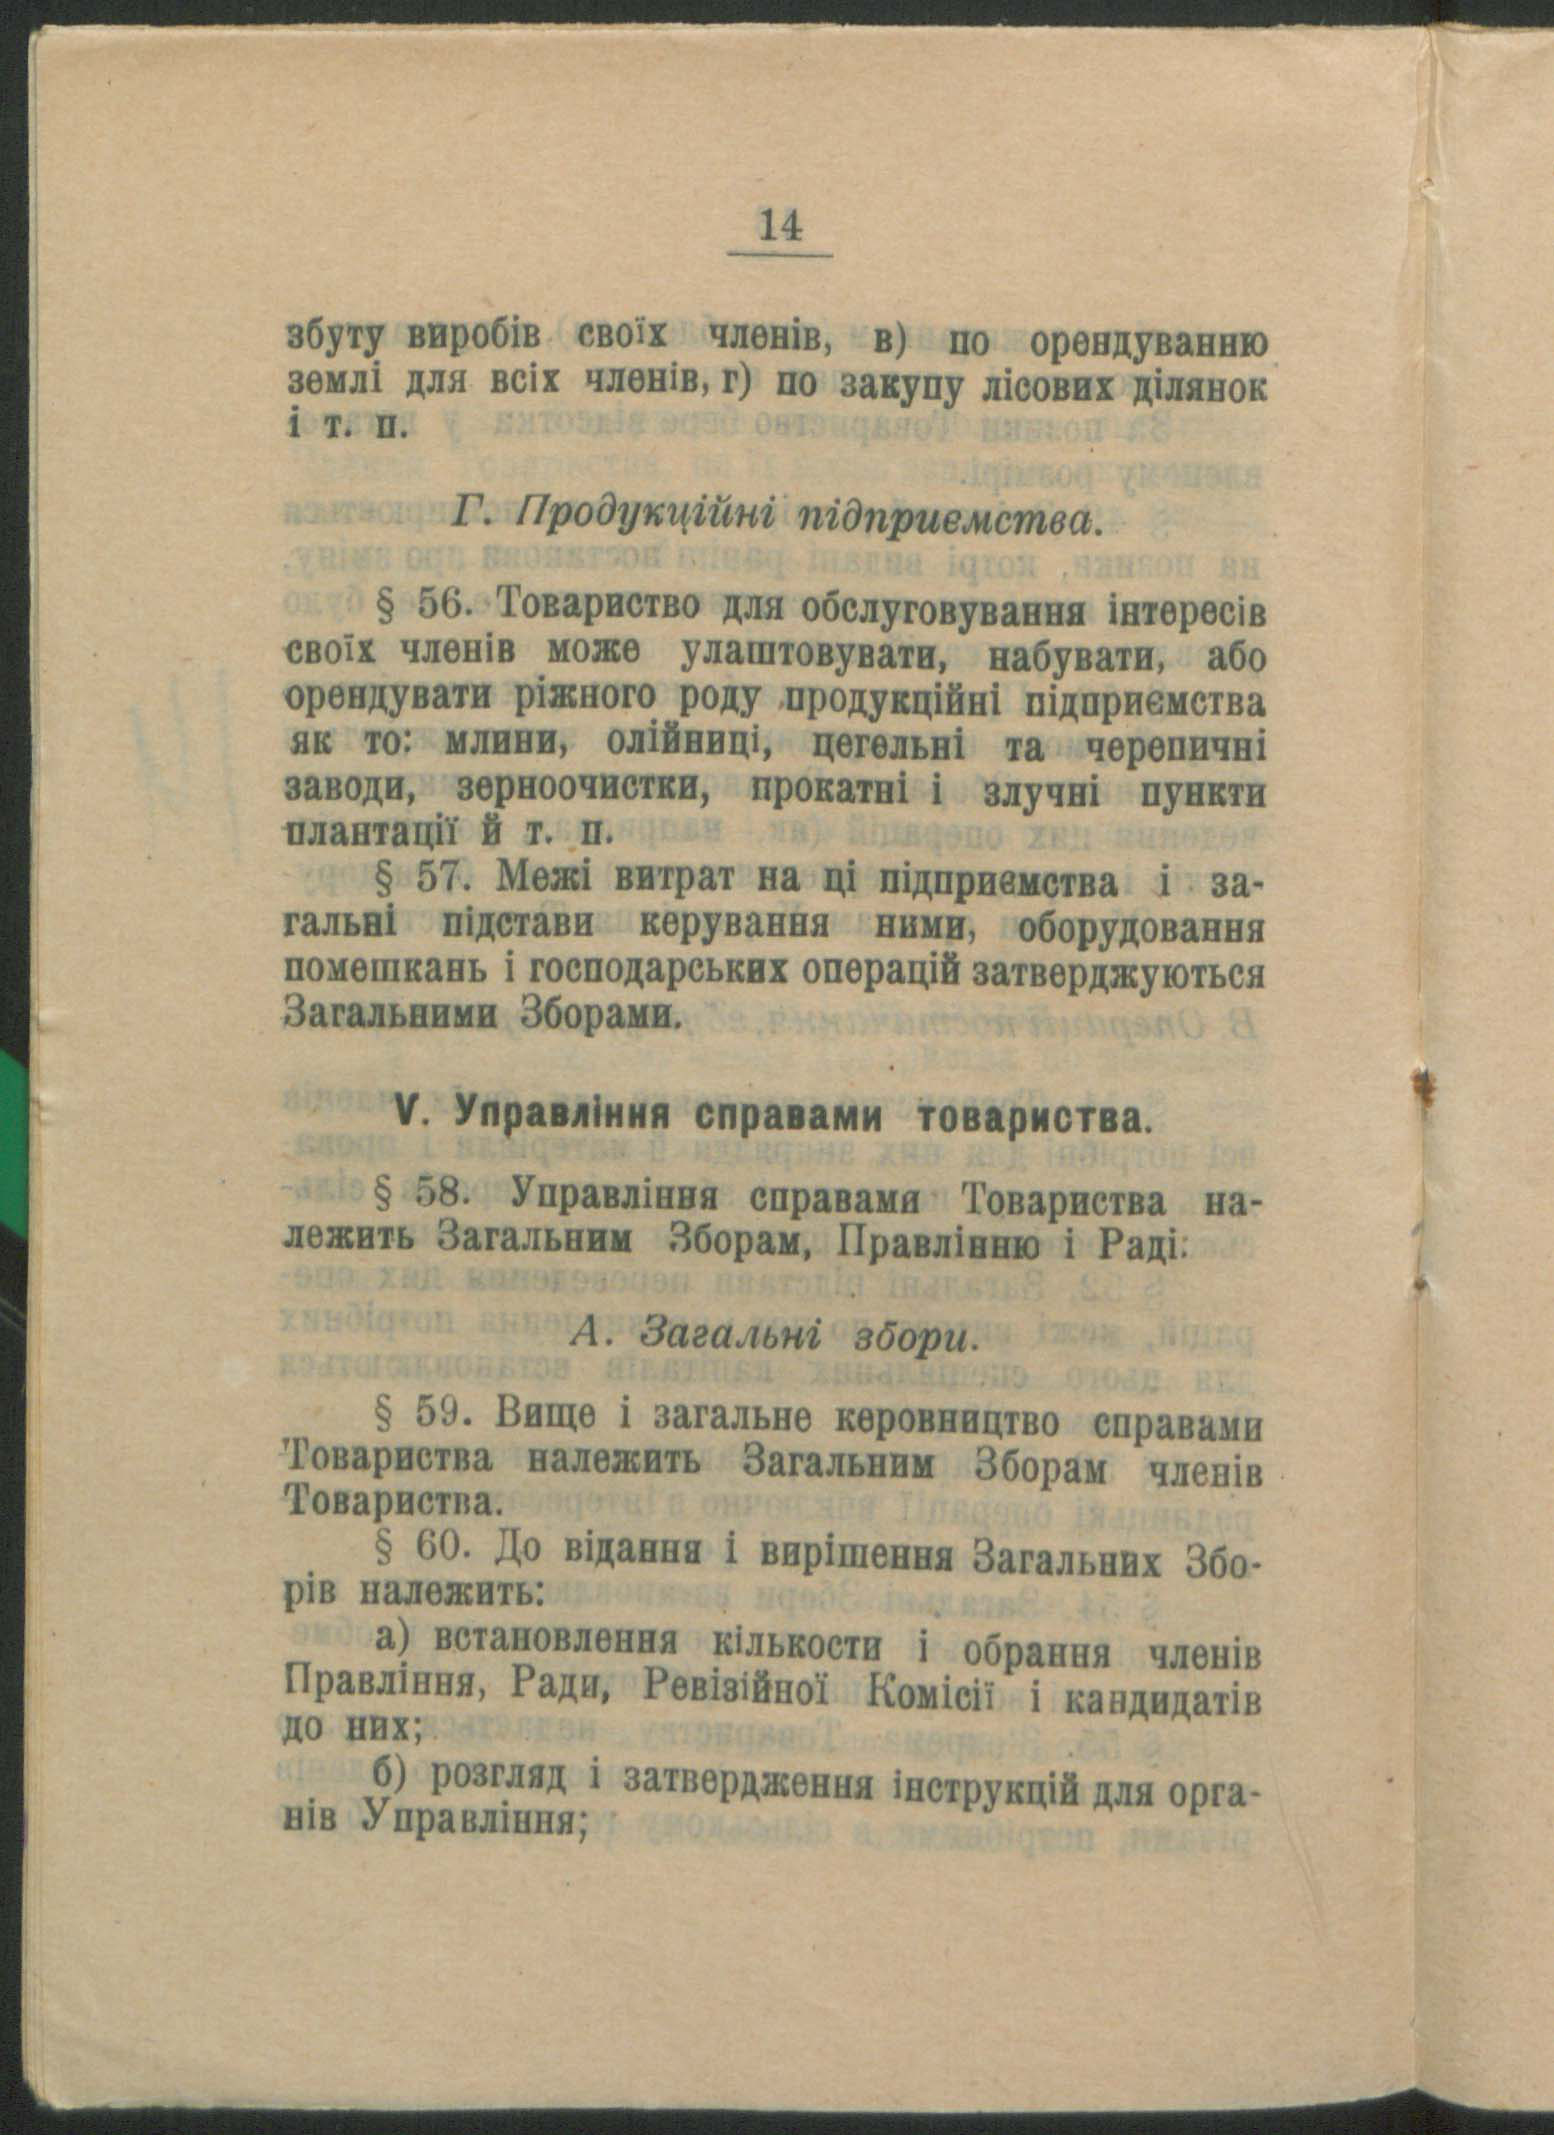 14
збуту виробів своїх членів, в) по орендуванню
землі для всіх членів, г) по закупу лісових ділянок
і т. п.
Г. Продукційні підприємства.
§ 56. Товариство для обслуговування інтересів
своїх членів може улаштовувати, набувати, або
орендувати ріжного роду продукційні підприємства
як то: млини, олійниці, цегельні та черепичні
заводи, зерноочистки, прокатні і злучні пункти
плантації й т. п.
§ 57. Межі витрат на ці підприємства і за-
гальні підстави керування ними, оборудовання
помешкань і господарських операцій затверджуються
Загальними Зборами.
V. Управління справами товариства.
§ 58. Управління справами Товариства на-
лежить Загальним Зборам, Правлінню і Раді.
А. Загальні збори.
§ 59. Вище і загальне керовництво справами
Товариства належить Загальним Зборам членів
Товариства.
§ 60. До відання і вирішення Загальних Збо-
рів належить:
а) встановлення кількости і обрання членів
Правління, Ради, Ревізійної Комісії і кандидатів
до них;
б) розгляд і затвердження інструкцій для орга-
нів Управління;